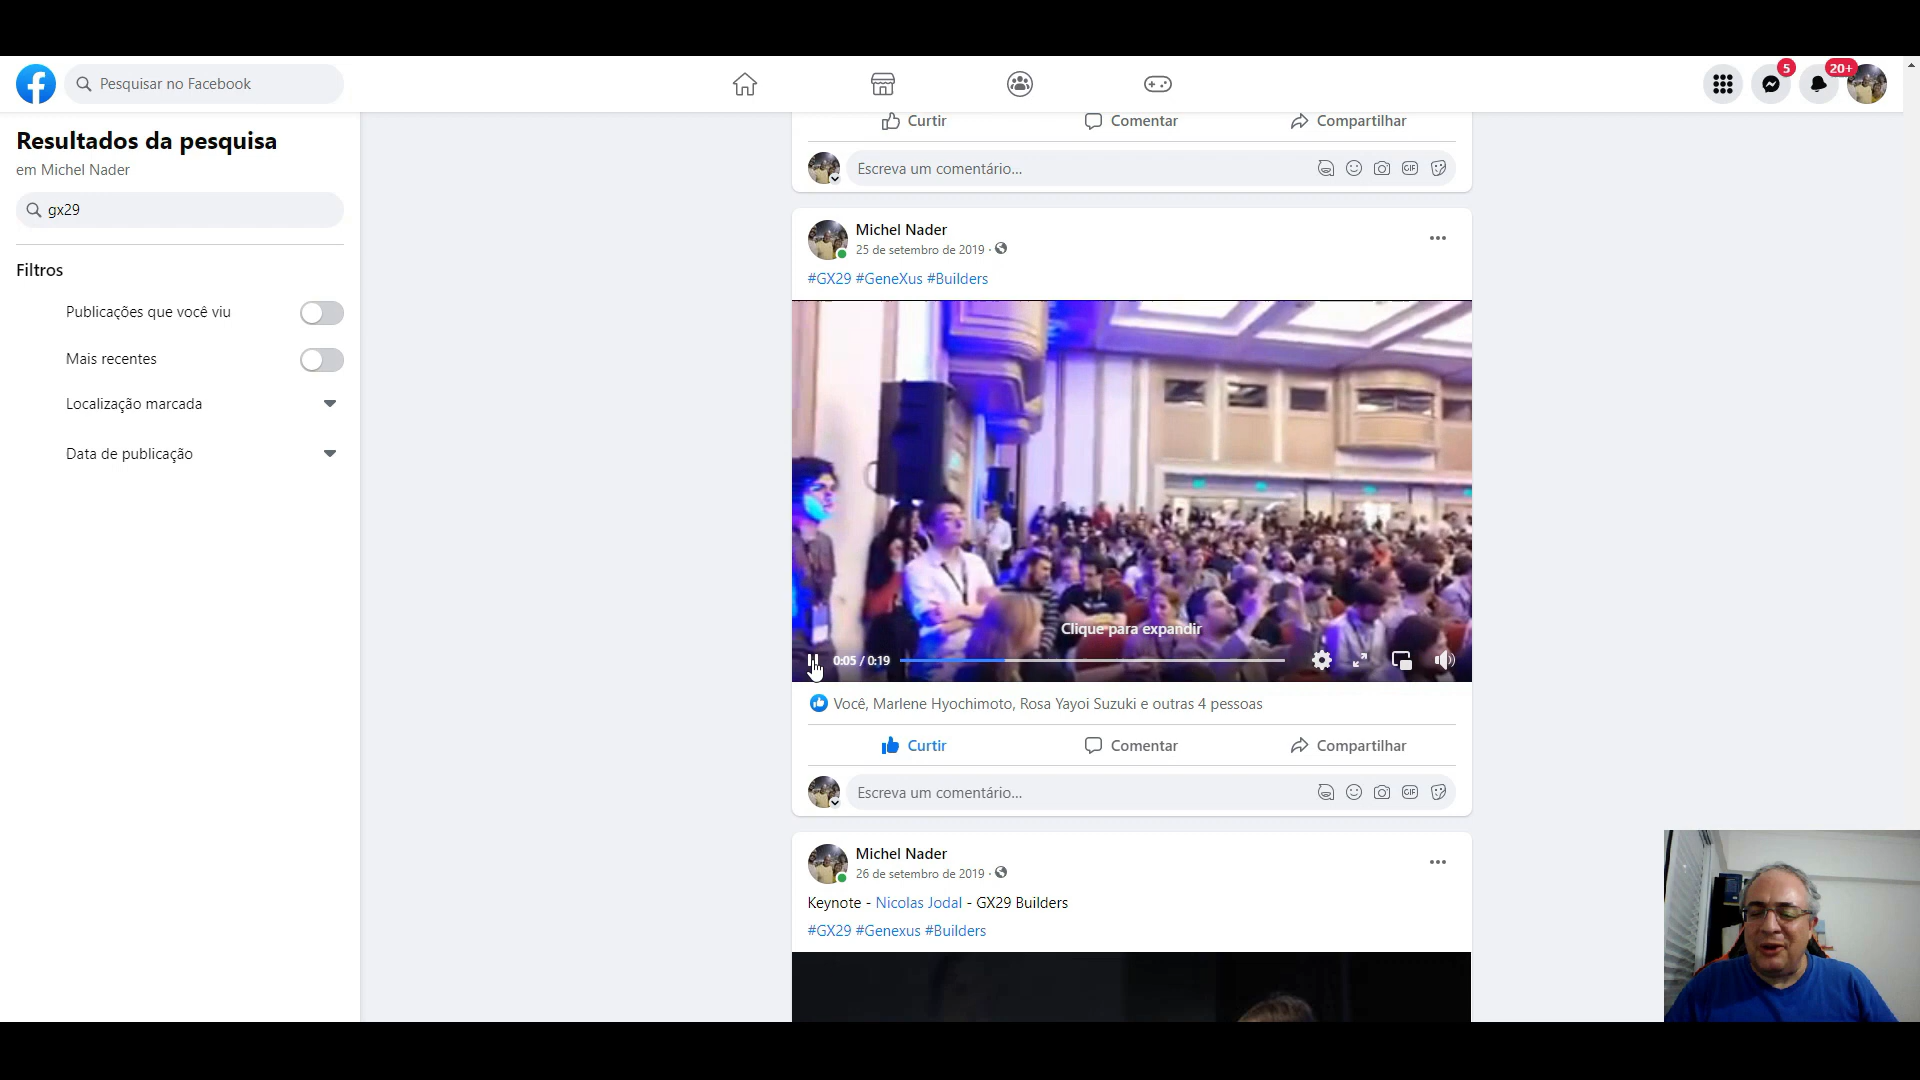 Pesquisar no Facebook
5
20+
Resultados da pesquisa
em Michel Nader
gx29
Filtros
Publicações que você viu
Mais recentes
Localização marcada
Data de publicação
Curtir
Comentar
Compartilhar
Escreva um comentário...
GIF
Michel Nader
25 de setembro de 2019 ·
#GX29 #GeneXus #Builders
Clique para expandir
0:05 / 0:19
Você, Marlene Hyochimoto, Rosa Yayoi Suzuki e outras 4 pessoas
Curtir
Comentar
Compartilhar
Escreva um comentário...
GIF
Michel Nader
26 de setembro de 2019 ·
Keynote - Nicolas Jodal - GX29 Builders
#GX29 #Genexus #Builders